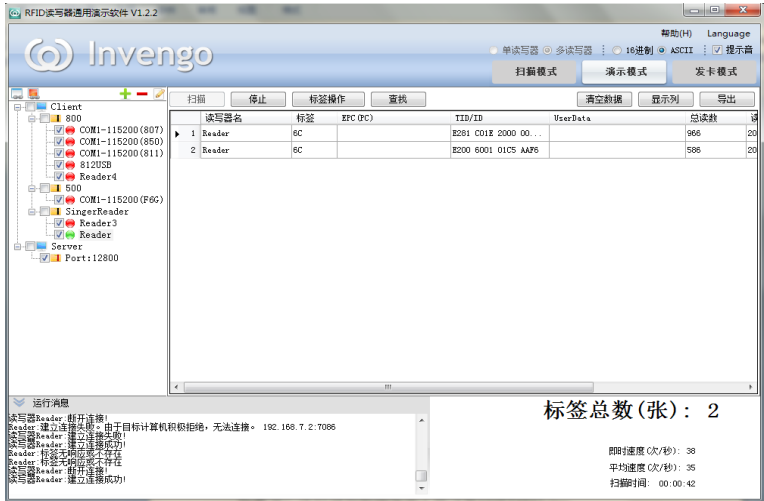 RFID读写器通用演示软件 V1.2.2
Invengo
帮助(H) Language
单读写器 多读写器 16进制 ASCII 提示音
扫描模式 演示模式 发卡模式
扫描 停止 标签操作 查找 清空数据 显示列 导出
Client
800
COM1-115200(807)
COM1-115200(850)
COM1-115200(811)
812USB
Reader4
500
COM1-115200(F6G)
SingerReader
Reader3
Reader
Server
Port:12800
读写器名 标签 EPC(PC) TID/ID UserData 总读数 读
1 Reader 6C E281 C01E 2000 00... 966 20
2 Reader 6C E200 6001 01C5 AAF6 586 20
运行消息
读写器Reader:断开连接!
Reader:建立连接失败。由于目标计算机积极拒绝，无法连接。 192.168.7.2:7086
读写器Reader:建立连接失败!
读写器Reader:建立连接成功!
Reader:标签无响应或不存在
Reader:标签无响应或不存在
读写器Reader:断开连接!
读写器Reader:建立连接成功!
标签总数(张): 2
即时速度(次/秒): 38
平均速度(次/秒): 35
扫描时间: 00:00:42